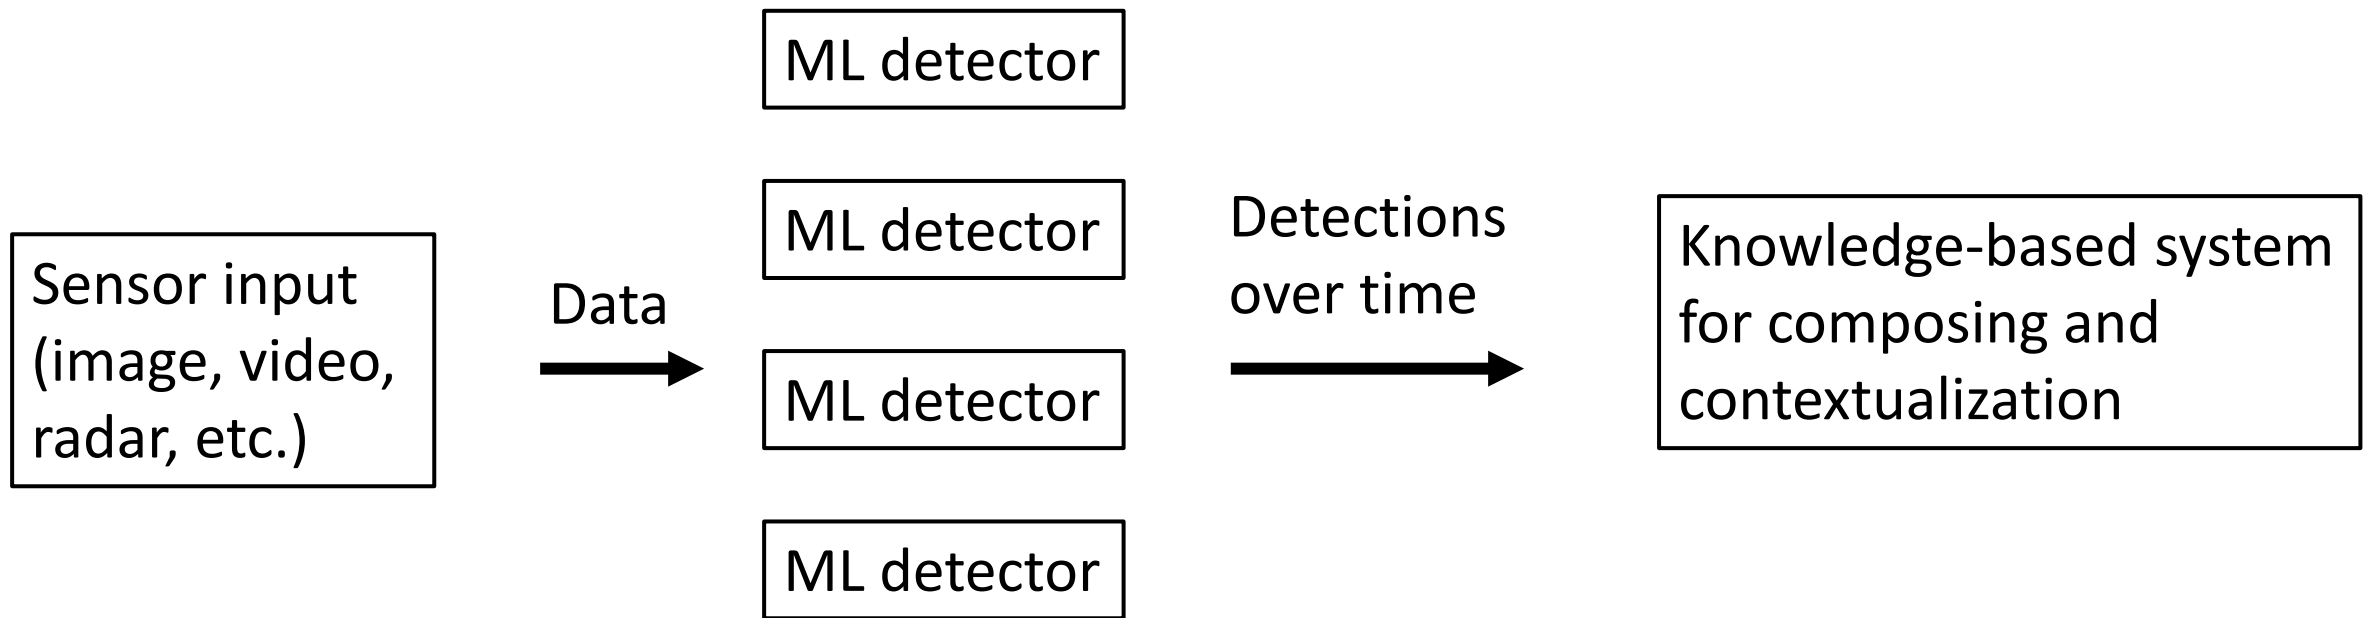 Sensor input
(image, video,
radar, etc.)
Data
ML detector
ML detector
ML detector
ML detector
Detections
over time
Knowledge-based system
for composing and
contextualization